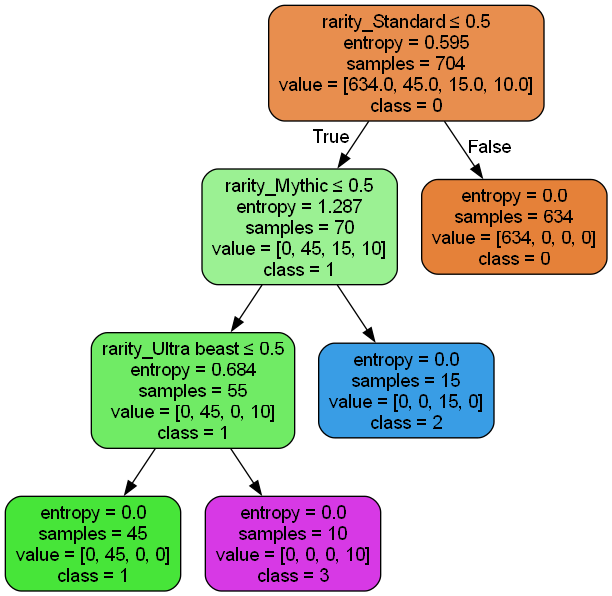 rarity_Standard ≤ 0.5
entropy = 0.595
samples = 704
value = [634.0, 45.0, 15.0, 10.0]
class = 0
True
False
rarity_Mythic ≤ 0.5
entropy = 1.287
samples = 70
value = [0, 45, 15, 10]
class = 1
entropy = 0.0
samples = 634
value = [634, 0, 0, 0]
class = 0
rarity_Ultra beast ≤ 0.5
entropy = 0.684
samples = 55
value = [0, 45, 0, 10]
class = 1
entropy = 0.0
samples = 15
value = [0, 0, 15, 0]
class = 2
entropy = 0.0
samples = 45
value = [0, 45, 0, 0]
class = 1
entropy = 0.0
samples = 10
value = [0, 0, 0, 10]
class = 3